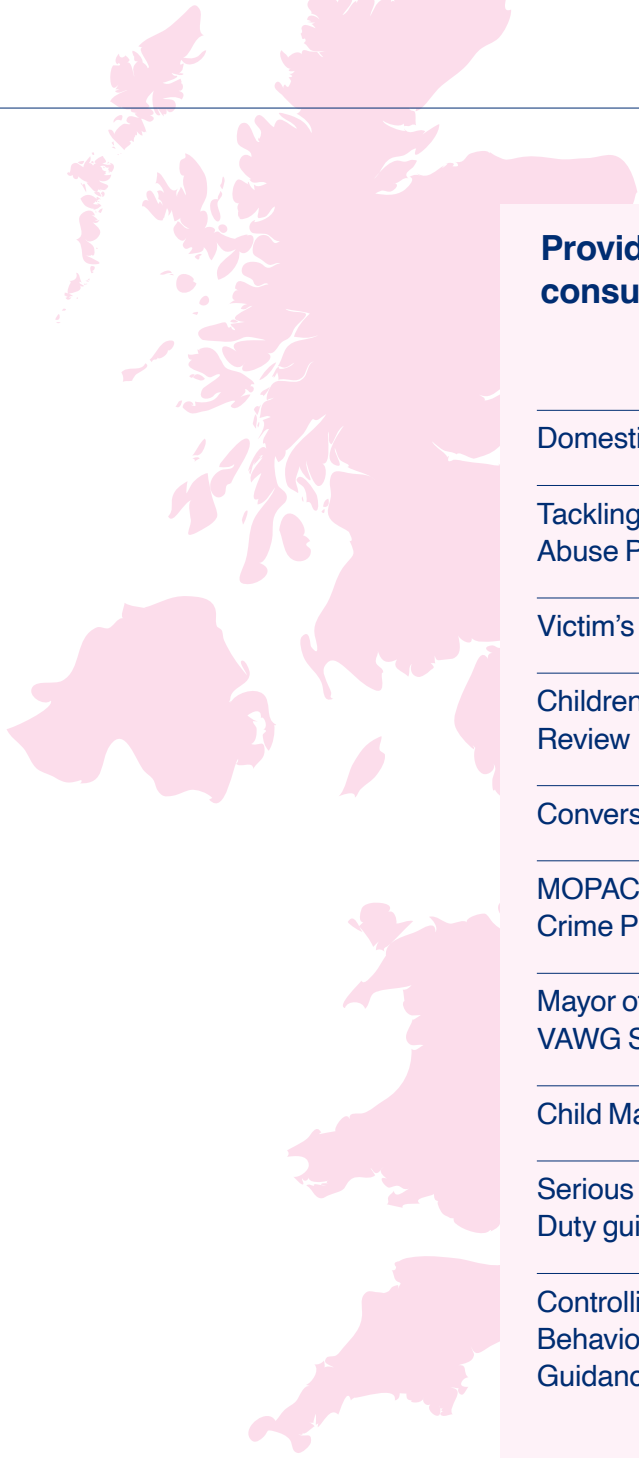 Provid
consu
Domesti
Tackling
Abuse P
Victim's
Children
Review
Convers
MOPAC
Crime P
Mayor of
VAWG S
Child Ma
Serious
Duty gui
Controlli
Behavio
Guidanc